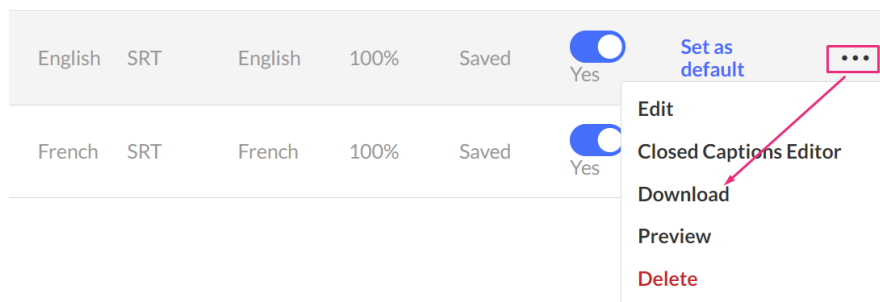 English SRT English 100% Saved Yes Set as default
Edit
Closed Captions Editor
French SRT French 100% Saved Yes
Download
Preview
Delete